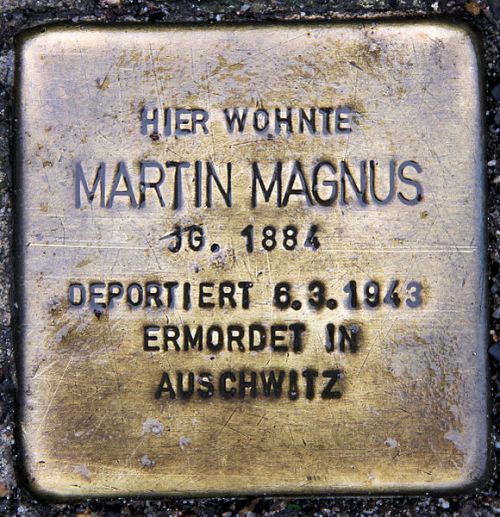 HIER WOHNTE
MARTIN MAGNUS
JG. 1884
DEPORTIERT 6.3.1943
ERMORDET IN
AUSCHWITZ